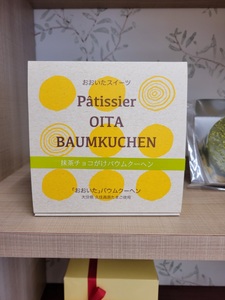 おおいたスイーツ
Pâtissier
OITA
BAUMKUCHEN
抹茶チョコがけバウムクーヘン
「おおいた」バウムクーヘン